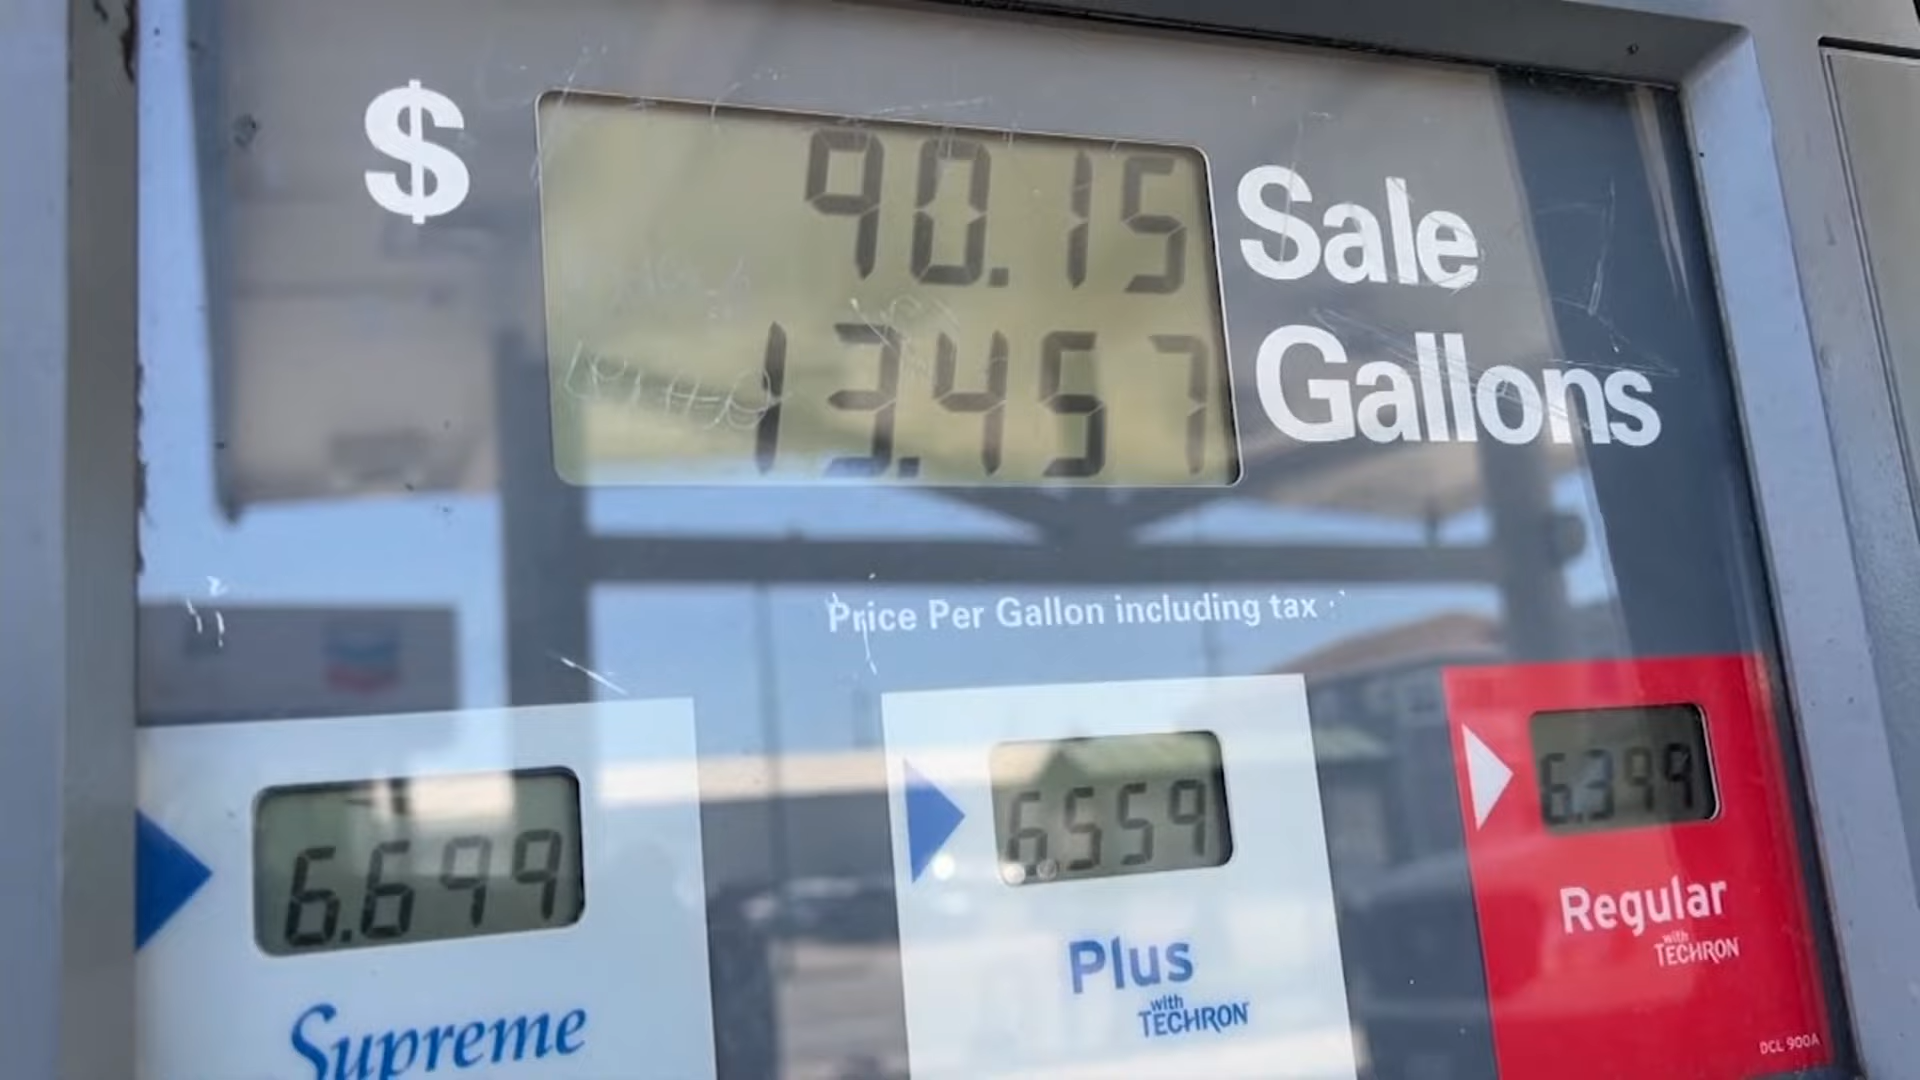 $ 90.15 Sale
13.457 Gallons
Price Per Gallon including tax
6.699
Supreme
6.559
Plus
with
TECHRON
6.399
Regular
with
TECHRON
DCL 900A